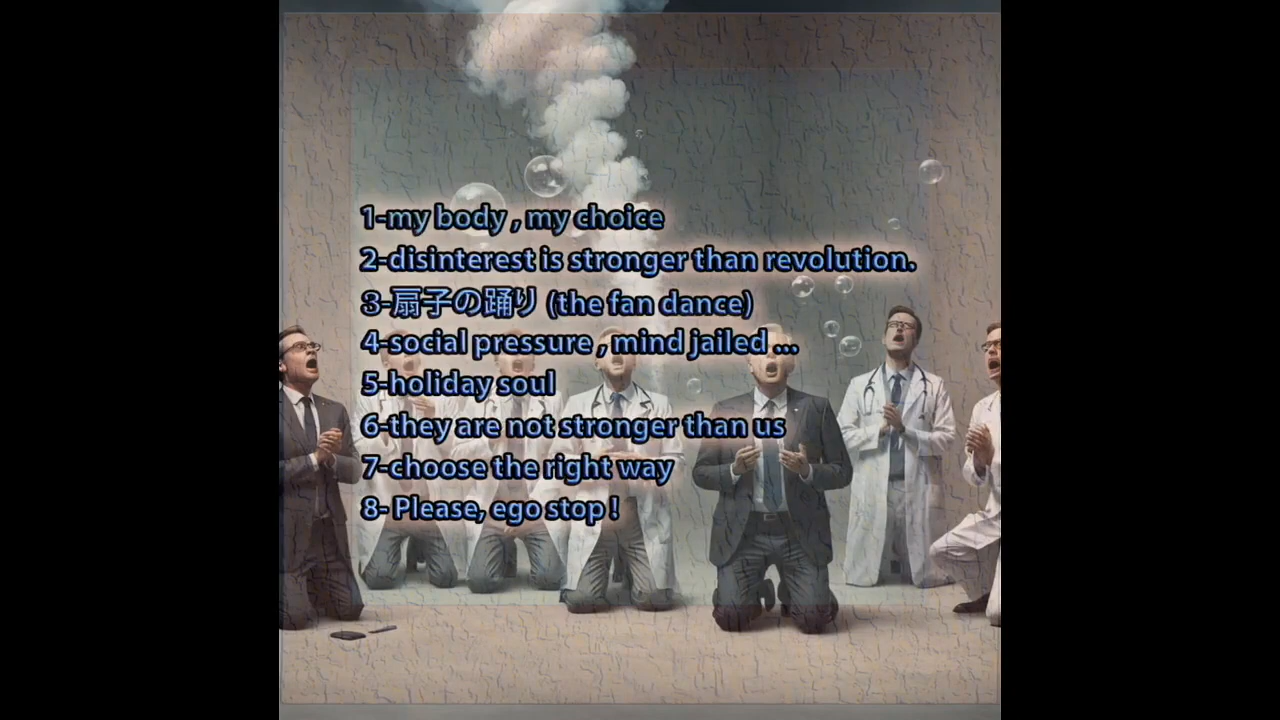 1-my body , my choice
2-disinterest is stronger than revolution.
3-扇子の踊り (the fan dance)
4-social pressure , mind jailed ...
5-holiday soul
6-they are not stronger than us
7-choose the right way
8- Please, ego stop !